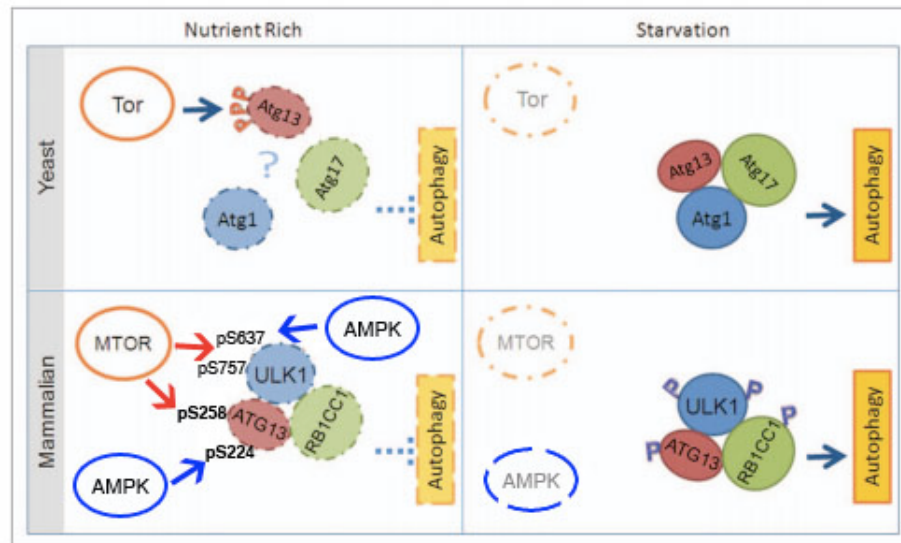 Nutrient Rich
Starvation
Yeast
Tor
P P P
Atg13
?
Atg17
Atg1
Autophagy
Tor
Atg13
Atg17
Atg1
Autophagy
Mammalian
MTOR
pS637
AMPK
pS757
ULK1
pS258
ATG13
RB1CC1
pS224
AMPK
Autophagy
MTOR
P
P
ULK1
P
P
ATG13
RB1CC1
AMPK
Autophagy